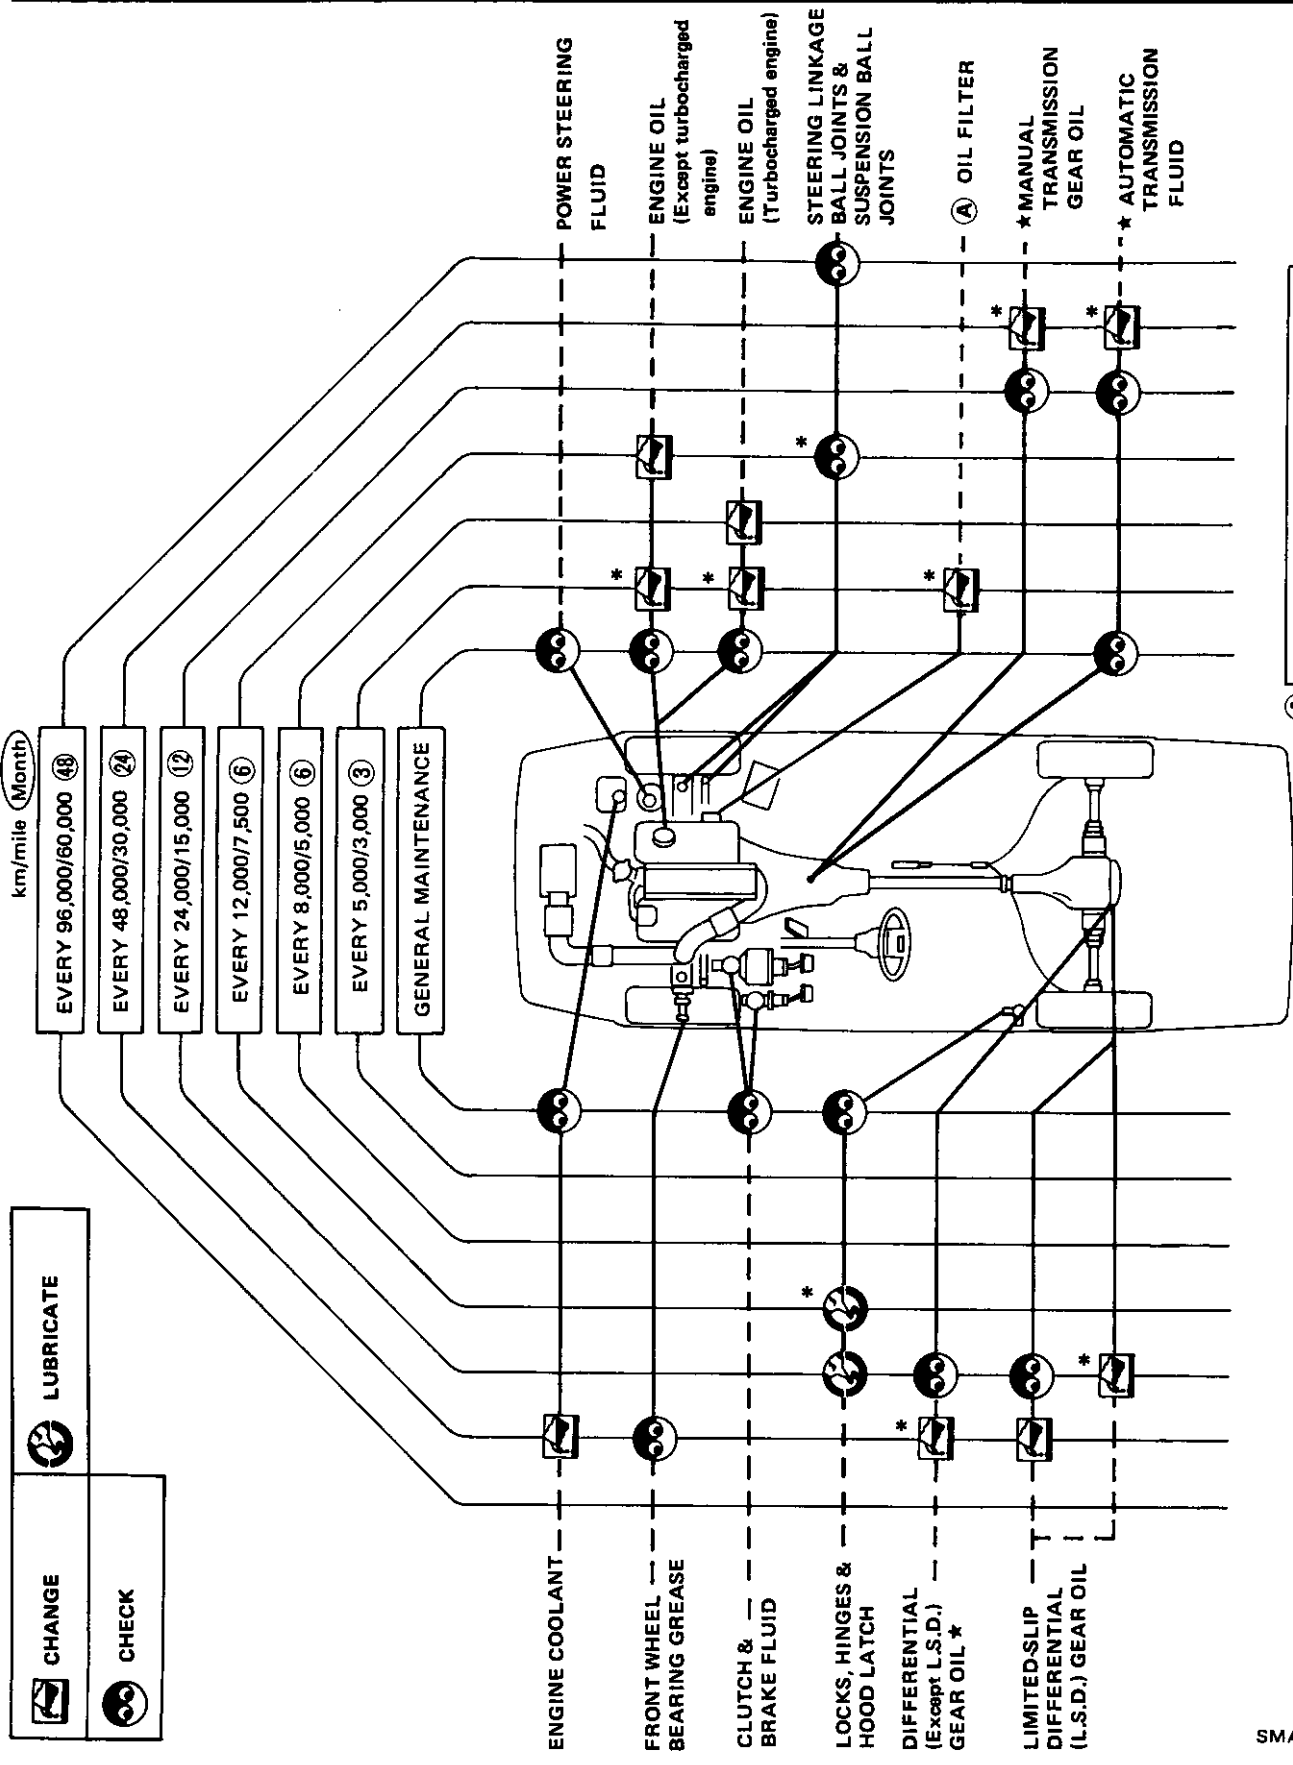 CHANGE
LUBRICATE
CHECK
km/mile Month
EVERY 96,000/60,000 48
EVERY 48,000/30,000 24
EVERY 24,000/15,000 12
EVERY 12,000/7,500 6
EVERY 8,000/5,000 6
EVERY 5,000/3,000 3
GENERAL MAINTENANCE
ENGINE COOLANT
FRONT WHEEL
BEARING GREASE
CLUTCH &
BRAKE FLUID
LOCKS, HINGES &
HOOD LATCH
*
DIFFERENTIAL
(Except L.S.D.)
GEAR OIL ★
*
LIMITED-SLIP
DIFFERENTIAL
(L.S.D.) GEAR OIL
*
POWER STEERING
FLUID
ENGINE OIL
(Except turbocharged
engine)
*
ENGINE OIL
(Turbocharged engine)
*
STEERING LINKAGE
BALL JOINTS &
SUSPENSION BALL
JOINTS
*
A OIL FILTER
*
★ MANUAL
TRANSMISSION
GEAR OIL
*
★ AUTOMATIC
TRANSMISSION
FLUID
*
SMA